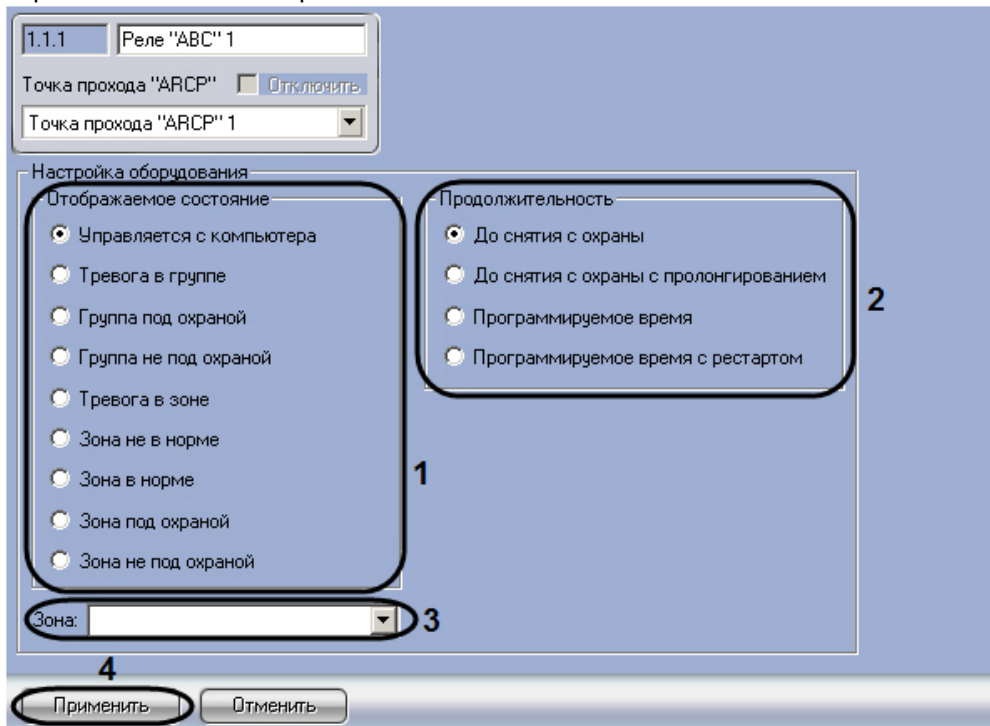 1.1.1 Реле "ABC" 1
Точка прохода "ARCP" Отключить
Точка прохода "ARCP" 1
Настройка оборудования
Отображаемое состояние
Управляется с компьютера
Тревога в группе
Группа под охраной
Группа не под охраной
Тревога в зоне
Зона не в норме
Зона в норме
Зона под охраной
Зона не под охраной
1
Продолжительность
До снятия с охраны
До снятия с охраны с пролонгированием
Программируемое время
Программируемое время с рестартом
2
Зона:
3
4
Применить Отменить